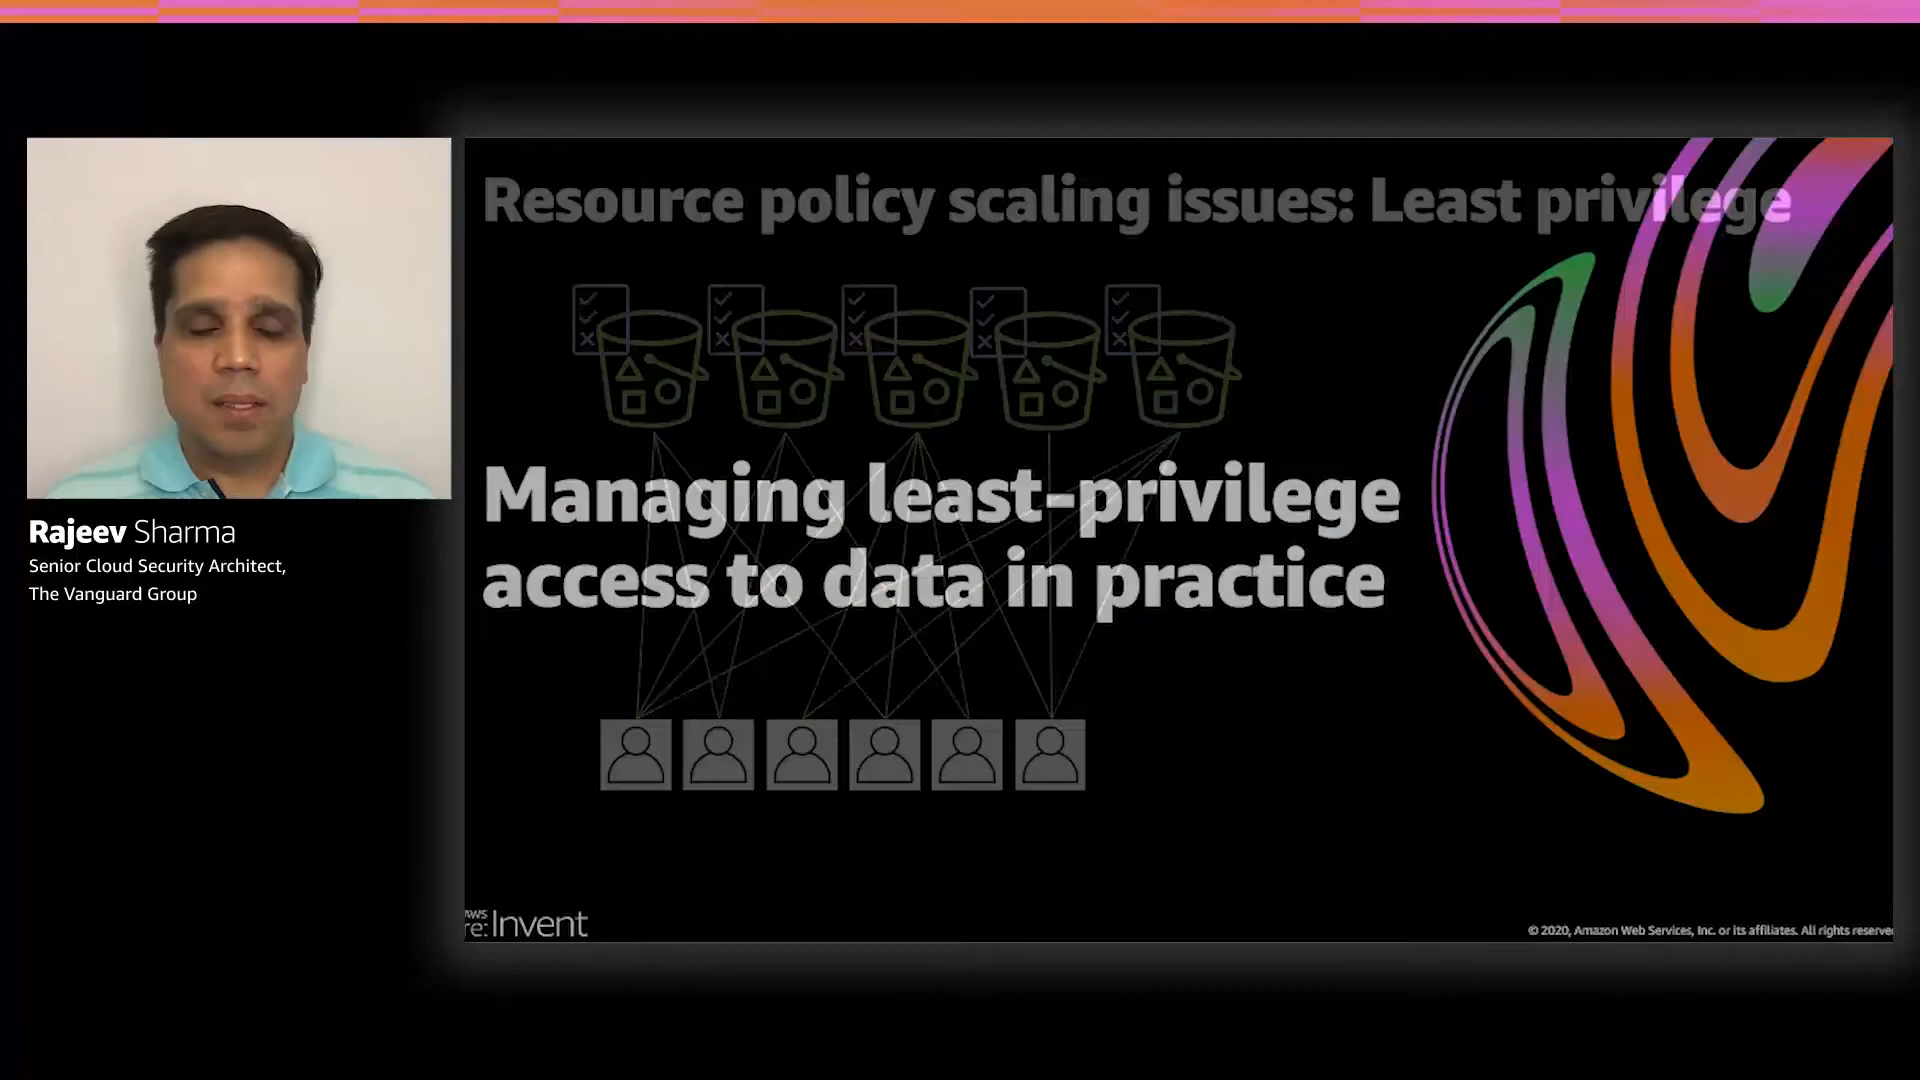 Rajeev Sharma
Senior Cloud Security Architect,
The Vanguard Group
Resource policy scaling issues: Least privilege
Managing least-privilege
access to data in practice
AWS
re:Invent
© 2020, Amazon Web Services, Inc. or its affiliates. All rights reserve